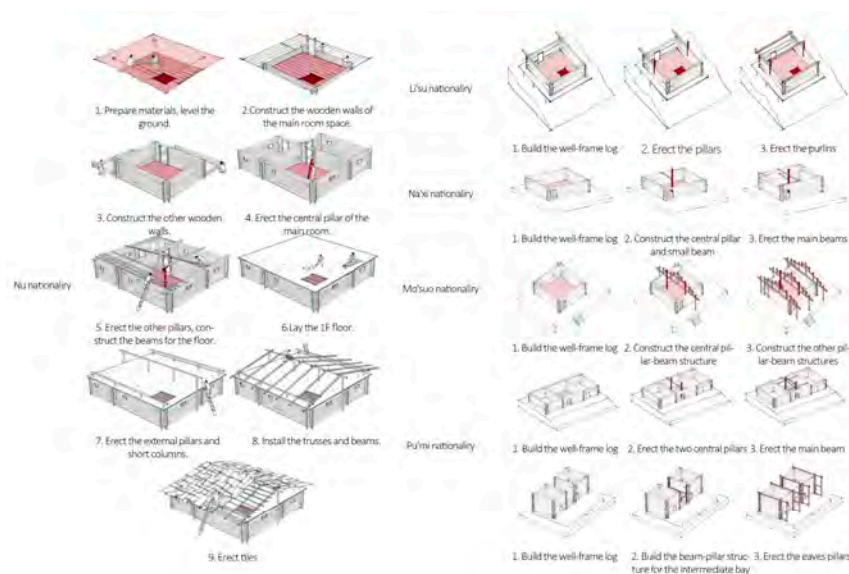 Nu nationaliry
1. Prepare materials, level the
ground.
2.Construct the wooden walls of
the main room space.
3. Construct the other wooden
walls.
4. Erect the central pillar of the
main room.
5. Erect the other pillars, con-
struct the beams for the floor.
6.Lay the 1F floor.
7. Erect the external pillars and
short columns.
8. Install the trusses and beams.
9. Erect tiles
Li'su nationaliry
1. Build the well-frame log
2. Erect the pillars
3. Erect the purlins
Na'xi nationaliry
1. Build the well-frame log
2. Construct the central pillar
and small beam
3. Erect the main beams
Mo'suo nationaliry
1. Build the well-frame log
2. Construct the central pil-
lar-beam structure
3. Construct the other pil-
lar-beam structures
Pu'mi nationaliry
1. Build the well-frame log
2. Erect the two central pillars
3. Erect the main beam
1. Build the well-frame log
2. Build the beam-pillar struc-
ture for the intermediate bay
3. Erect the eaves pillars